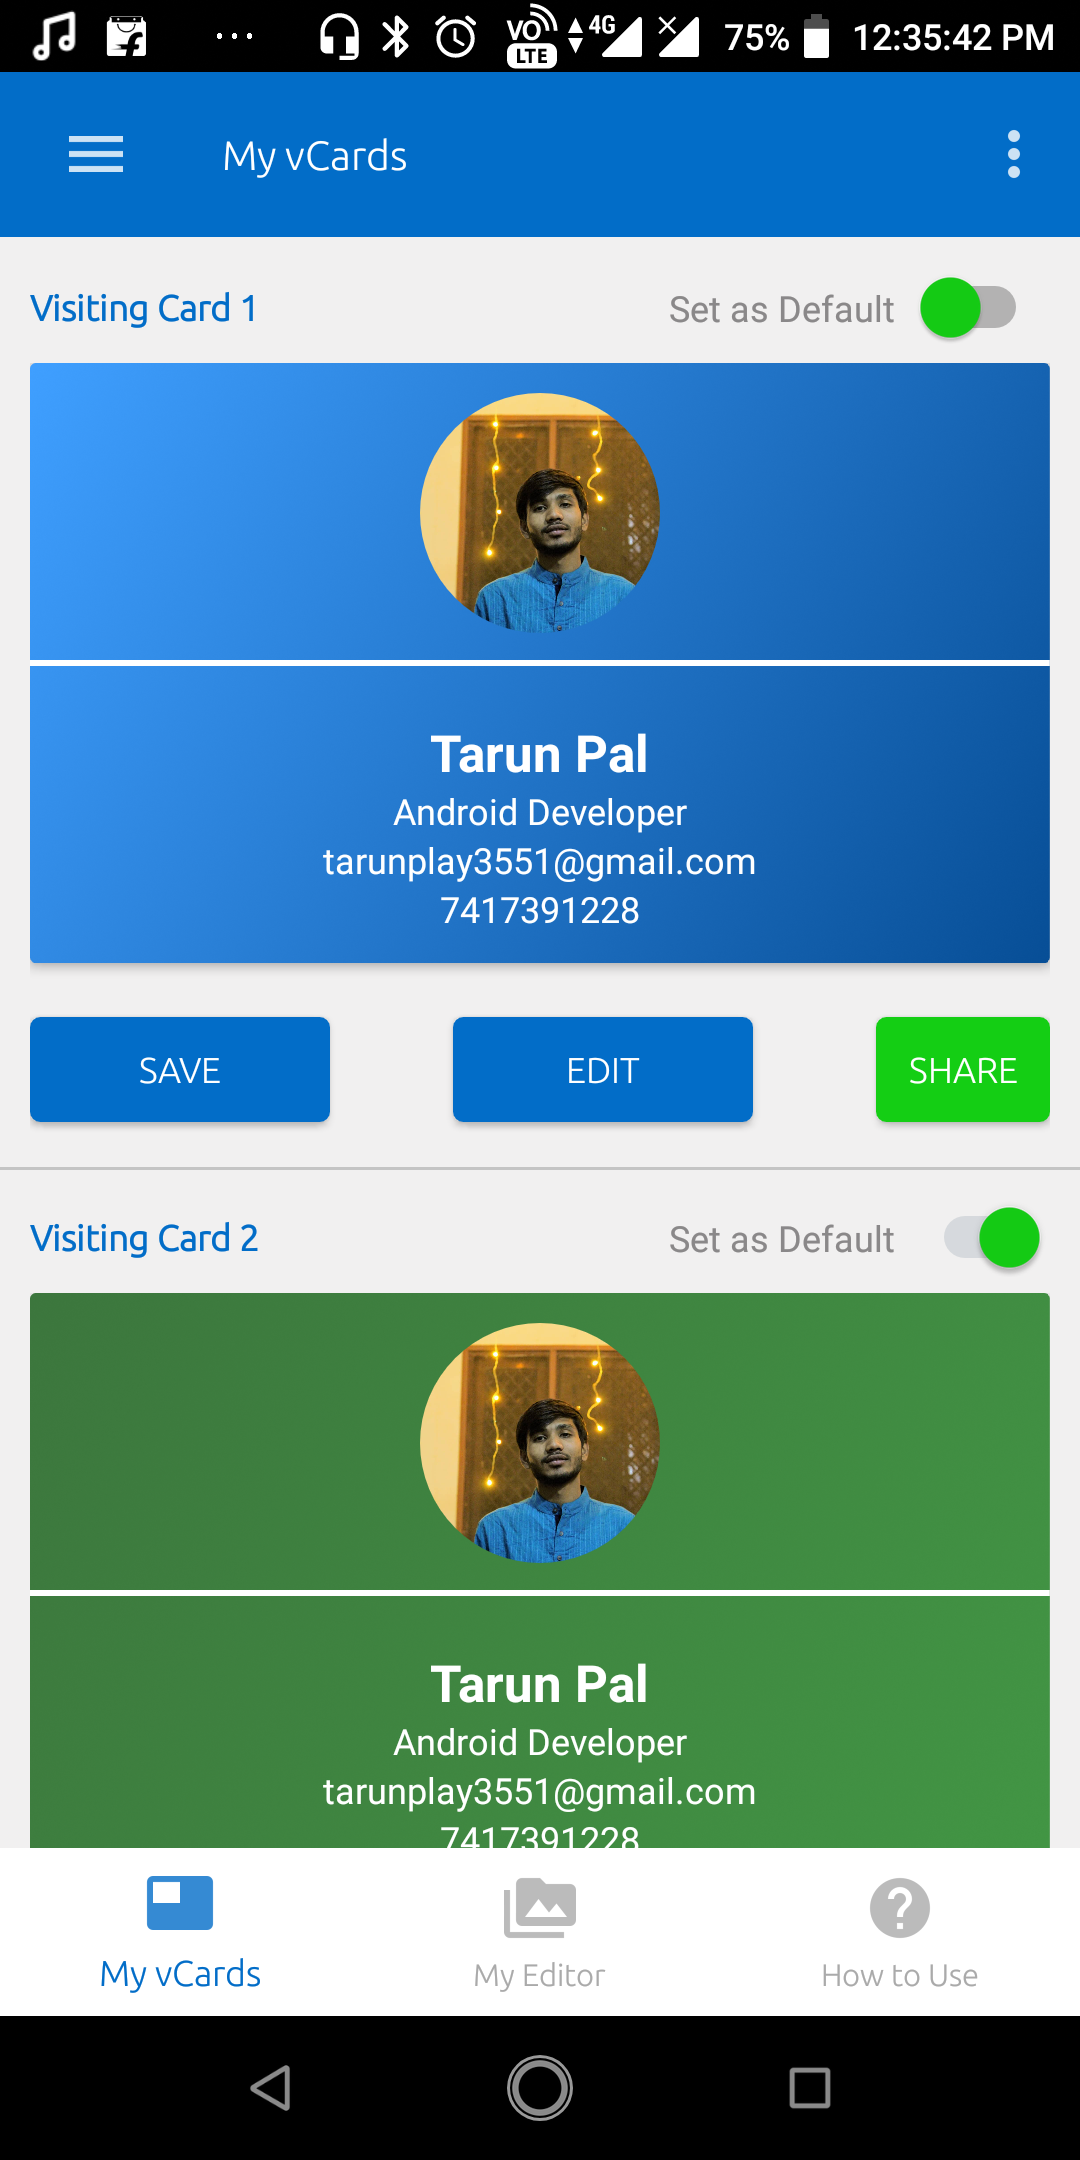 VO LTE 4G 75% 12:35:42 PM
My vCards
Visiting Card 1 Set as Default
Tarun Pal
Android Developer
tarunplay3551@gmail.com
7417391228
SAVE EDIT SHARE
Visiting Card 2 Set as Default
Tarun Pal
Android Developer
tarunplay3551@gmail.com
7417391228
My vCards My Editor How to Use